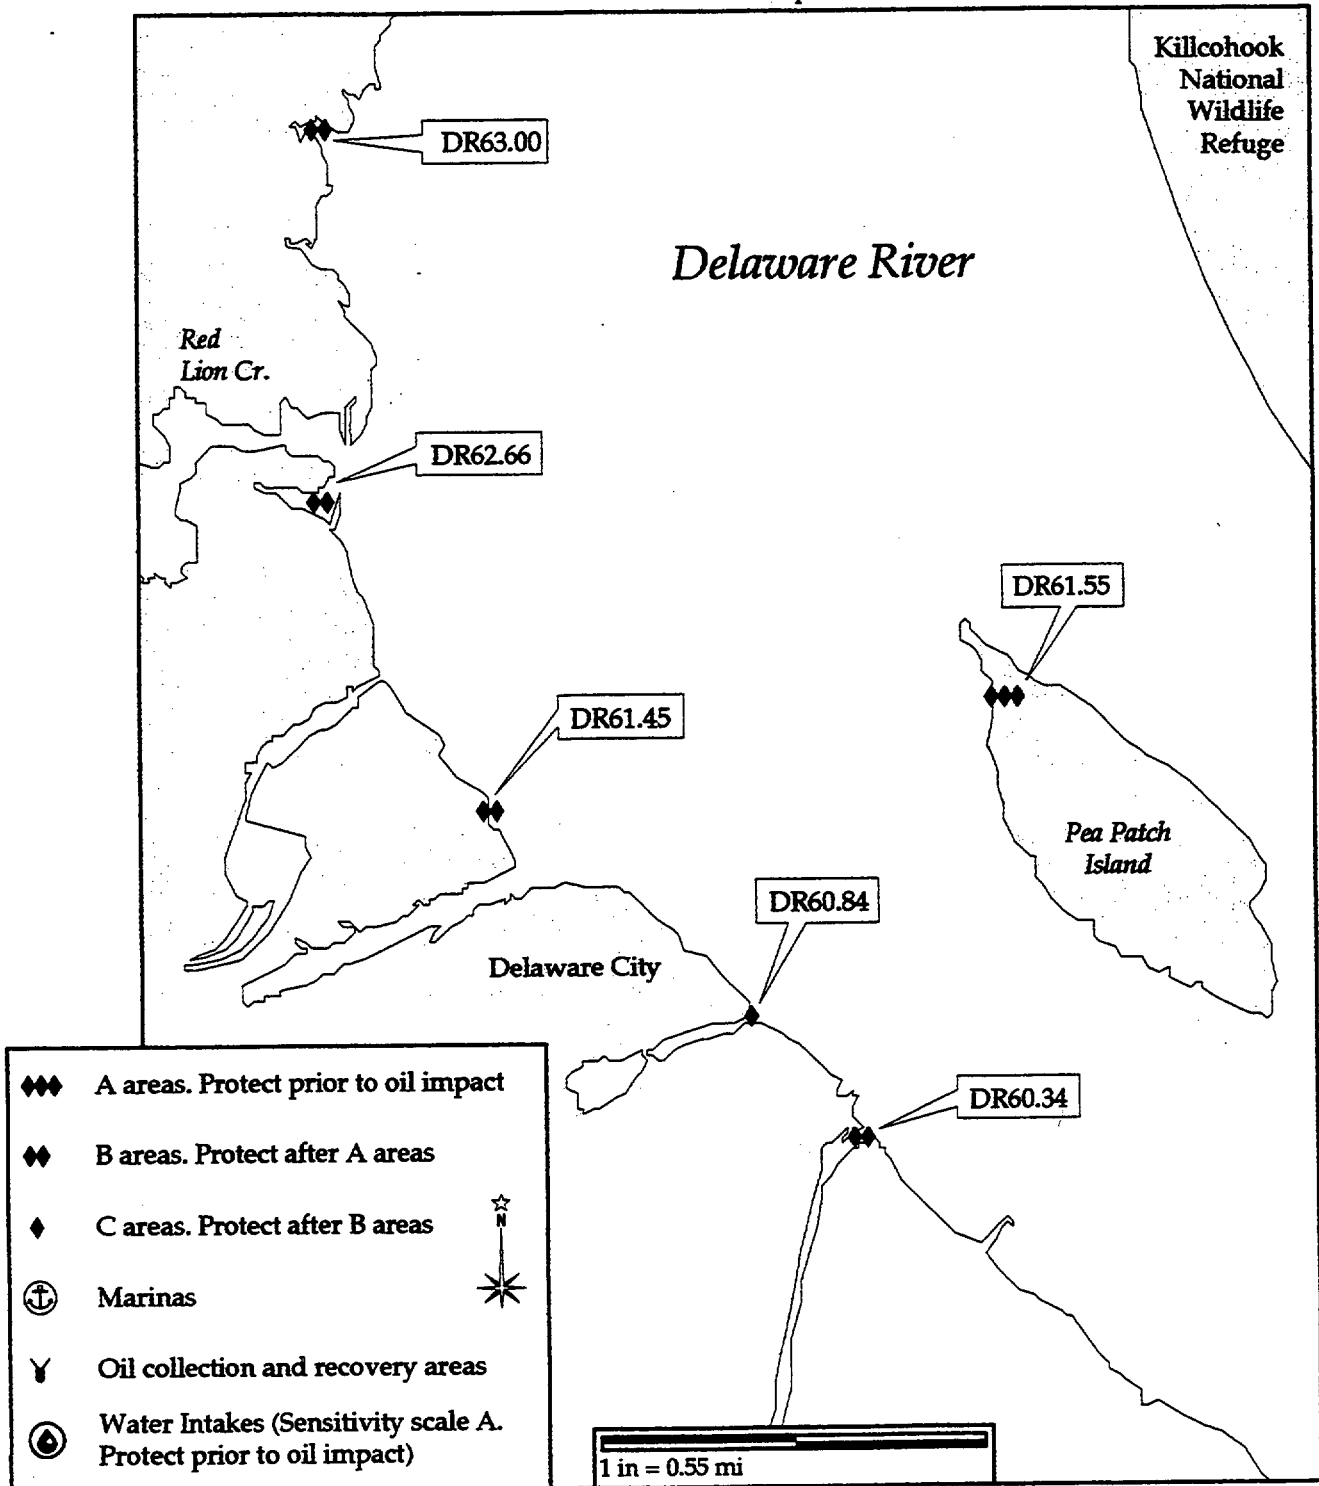 Killcohook
National
Wildlife
Refuge
DR63.00
Delaware River
Red
Lion Cr.
DR62.66
DR61.55
DR61.45
Pea Patch
Island
DR60.84
Delaware City
DR60.34
A areas. Protect prior to oil impact
B areas. Protect after A areas
C areas. Protect after B areas
N
Marinas
Oil collection and recovery areas
Water Intakes (Sensitivity scale A.
Protect prior to oil impact)
1 in = 0.55 mi